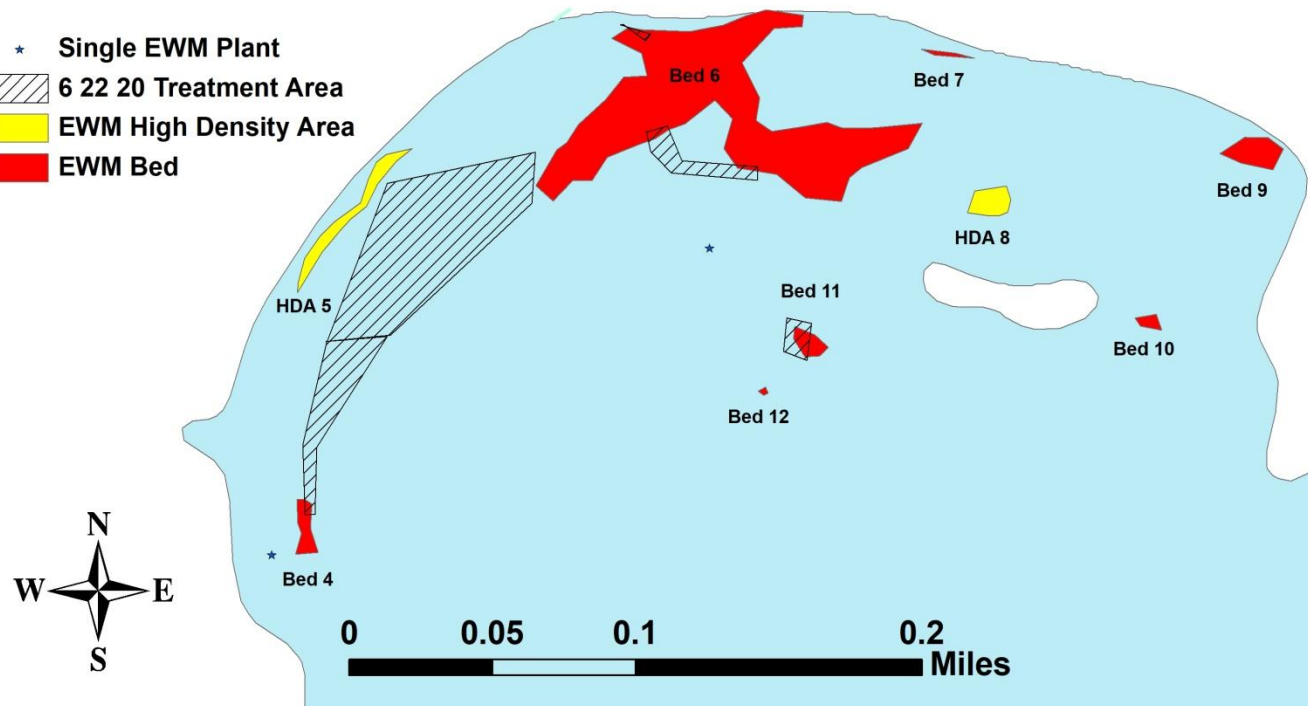 Single EWM Plant
6 22 20 Treatment Area
EWM High Density Area
EWM Bed
Bed 6
Bed 7
Bed 9
HDA 8
HDA 5
Bed 11
Bed 10
Bed 12
Bed 4
N
W E
S
0 0.05 0.1 0.2
Miles